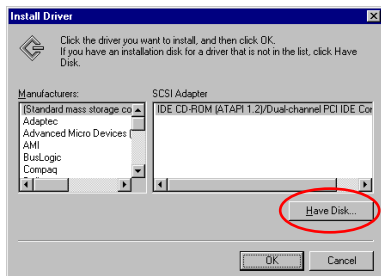 Install Driver
Click the driver you want to install, and then click OK.
If you have an installation disk for a driver that is not in the list, click Have
Disk.
Manufacturers:
(Standard mass storage co
Adaptec
Advanced Micro Devices (
AMI
BusLogic
Compaq
SCSI Adapter
IDE CD-ROM (ATAPI 1.2)/Dual-channel PCI IDE Cor
Have Disk...
OK
Cancel